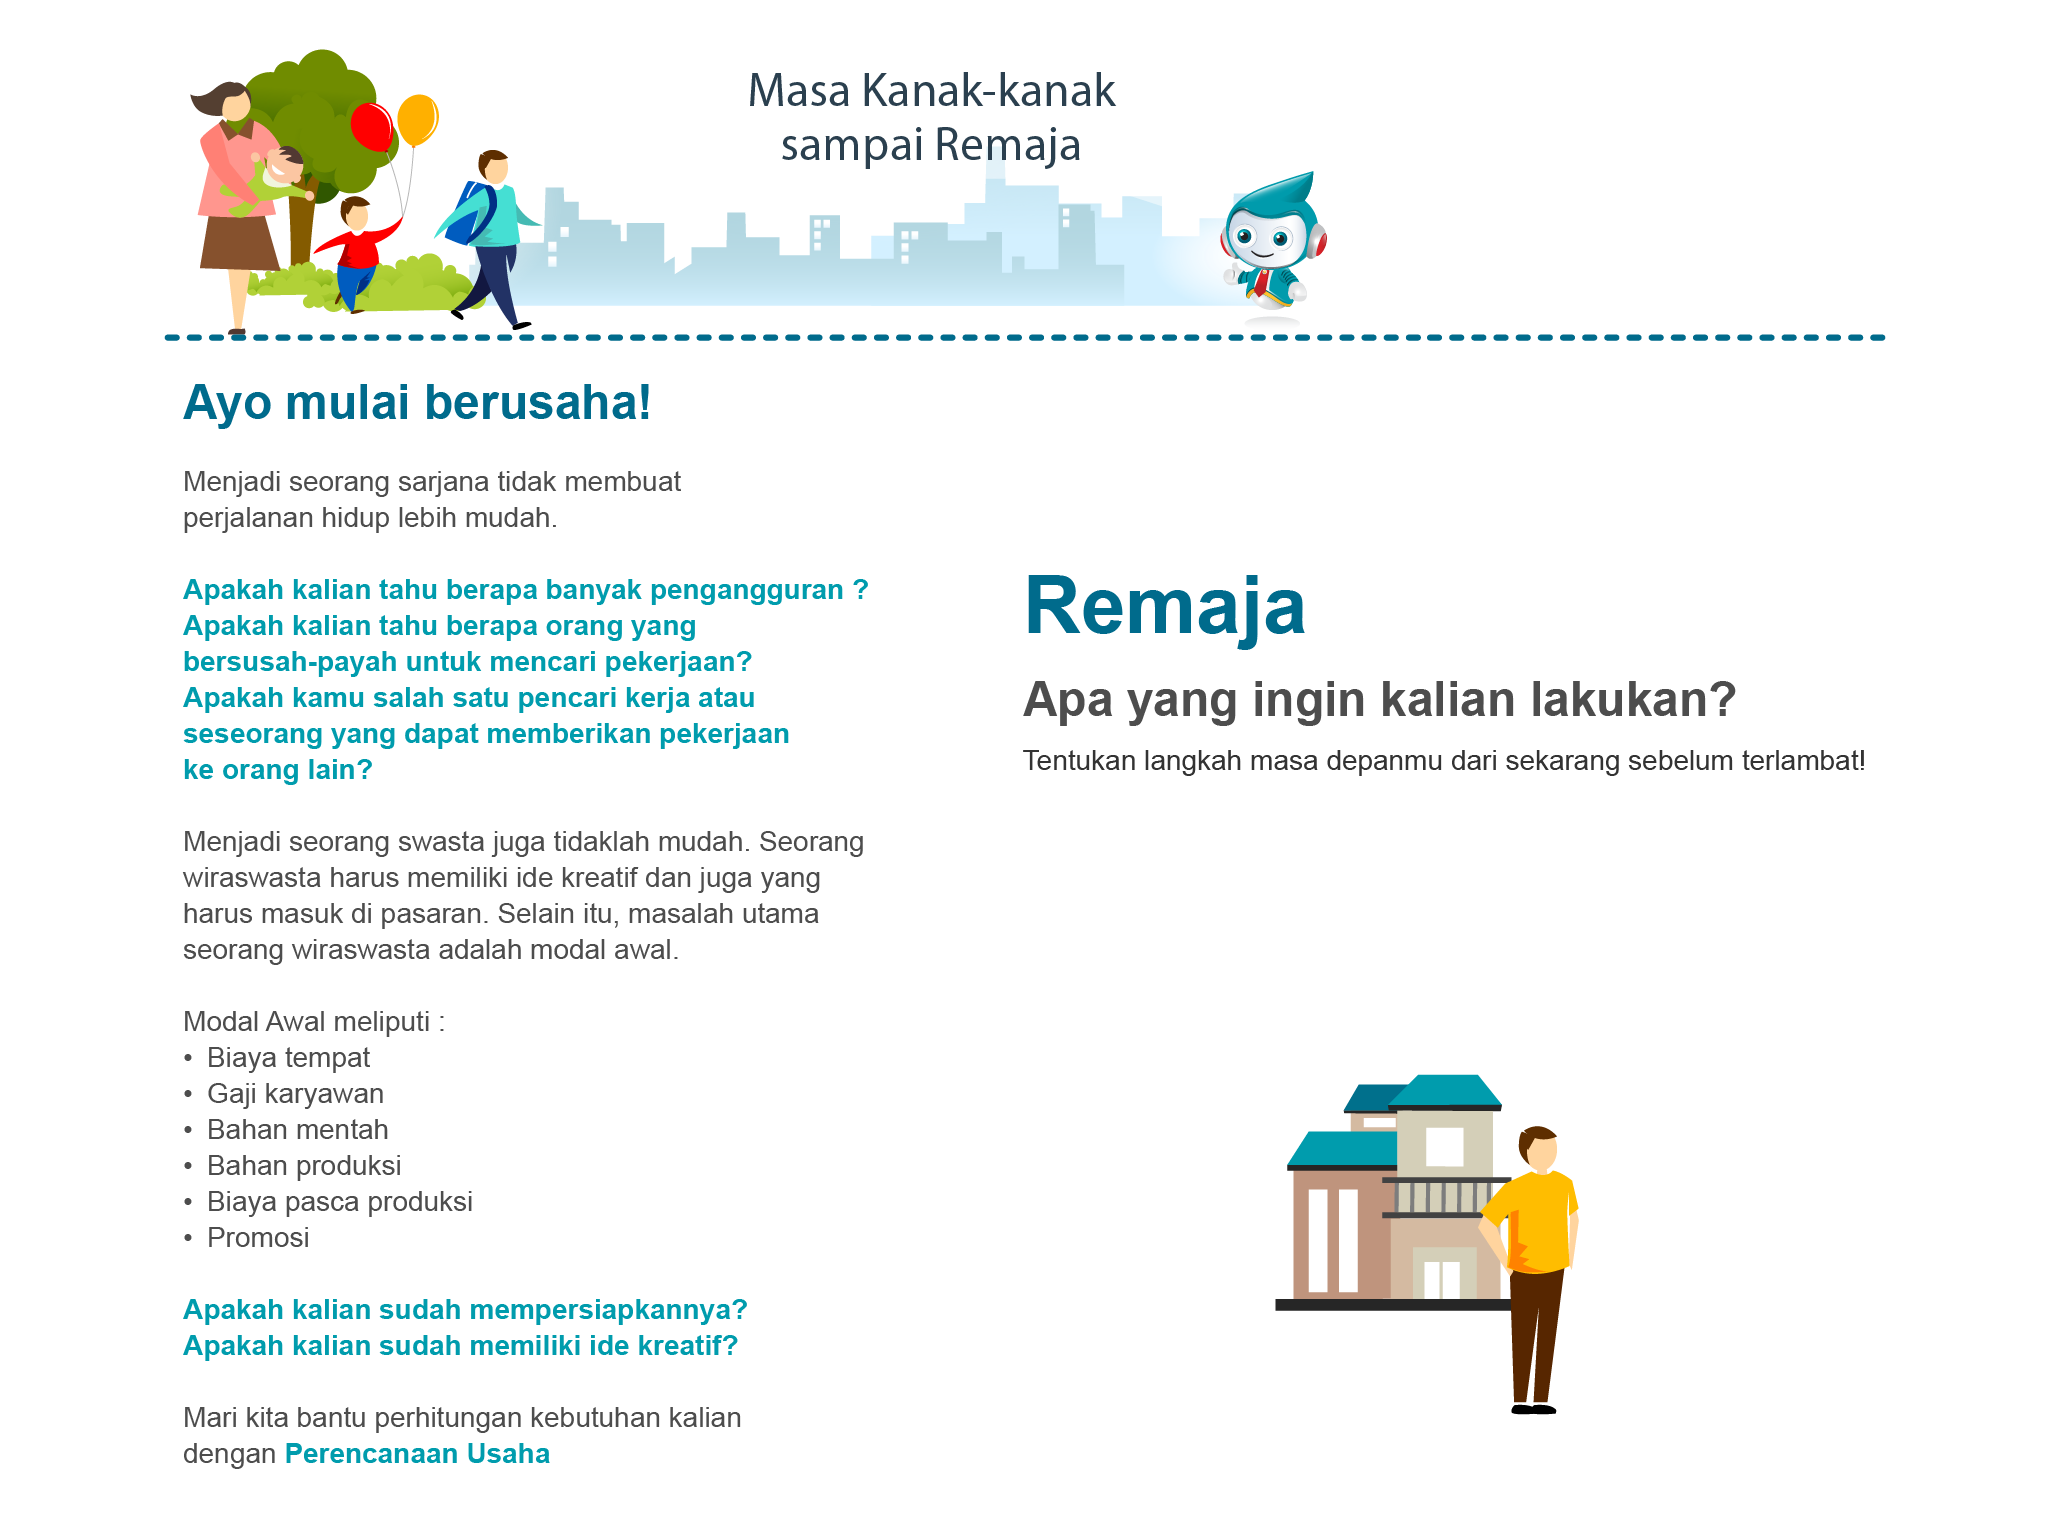 Masa Kanak-kanak
sampai Remaja
Ayo mulai berusaha!
Menjadi seorang sarjana tidak membuat
perjalanan hidup lebih mudah.
Apakah kalian tahu berapa banyak pengangguran ?
Apakah kalian tahu berapa orang yang
bersusah-payah untuk mencari pekerjaan?
Apakah kamu salah satu pencari kerja atau
seseorang yang dapat memberikan pekerjaan
ke orang lain?
Menjadi seorang swasta juga tidaklah mudah. Seorang
wiraswasta harus memiliki ide kreatif dan juga yang
harus masuk di pasaran. Selain itu, masalah utama
seorang wiraswasta adalah modal awal.
Modal Awal meliputi :
• Biaya tempat
• Gaji karyawan
• Bahan mentah
• Bahan produksi
• Biaya pasca produksi
• Promosi
Apakah kalian sudah mempersiapkannya?
Apakah kalian sudah memiliki ide kreatif?
Mari kita bantu perhitungan kebutuhan kalian
dengan Perencanaan Usaha
Remaja
Apa yang ingin kalian lakukan?
Tentukan langkah masa depanmu dari sekarang sebelum terlambat!